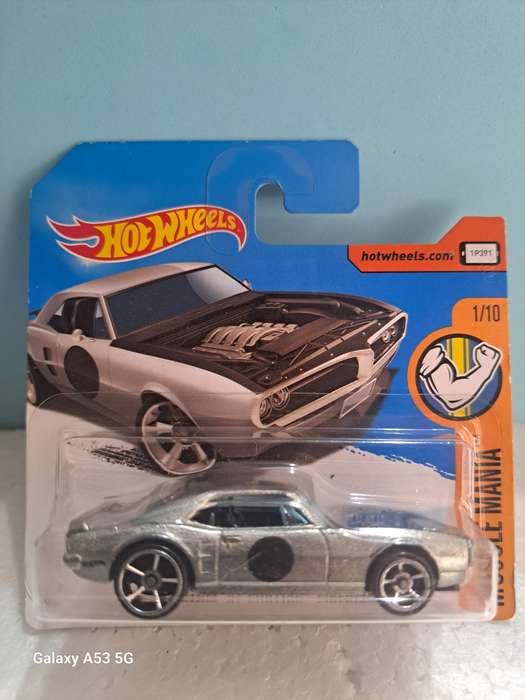 HOT WHEELS
hotwheels.com
1P391
1/10
MUSCLE MANIA
Galaxy A53 5G